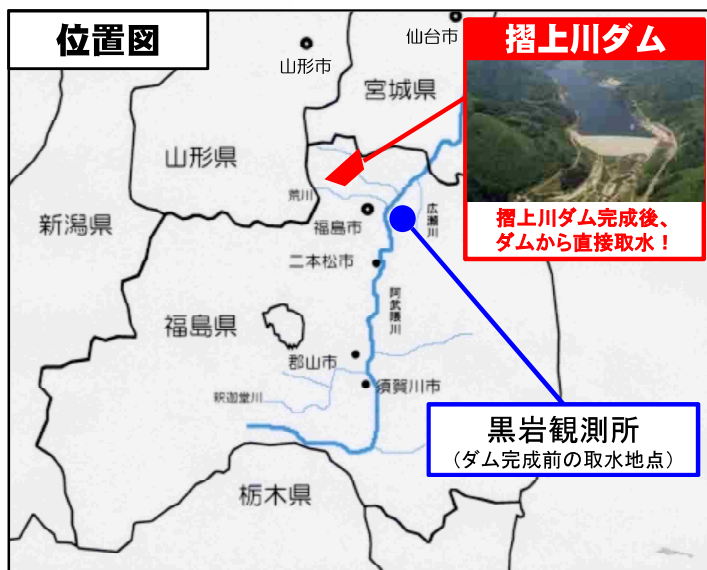 位置図
仙台市
山形市
宮城県
摺上川ダム
山形県
荒川
新潟県
福島市
広瀬川
摺上川ダム完成後、
ダムから直接取水！
二本松市
阿武隈川
福島県
郡山市
須賀川市
釈迦堂川
黒岩観測所
(ダム完成前の取水地点)
栃木県